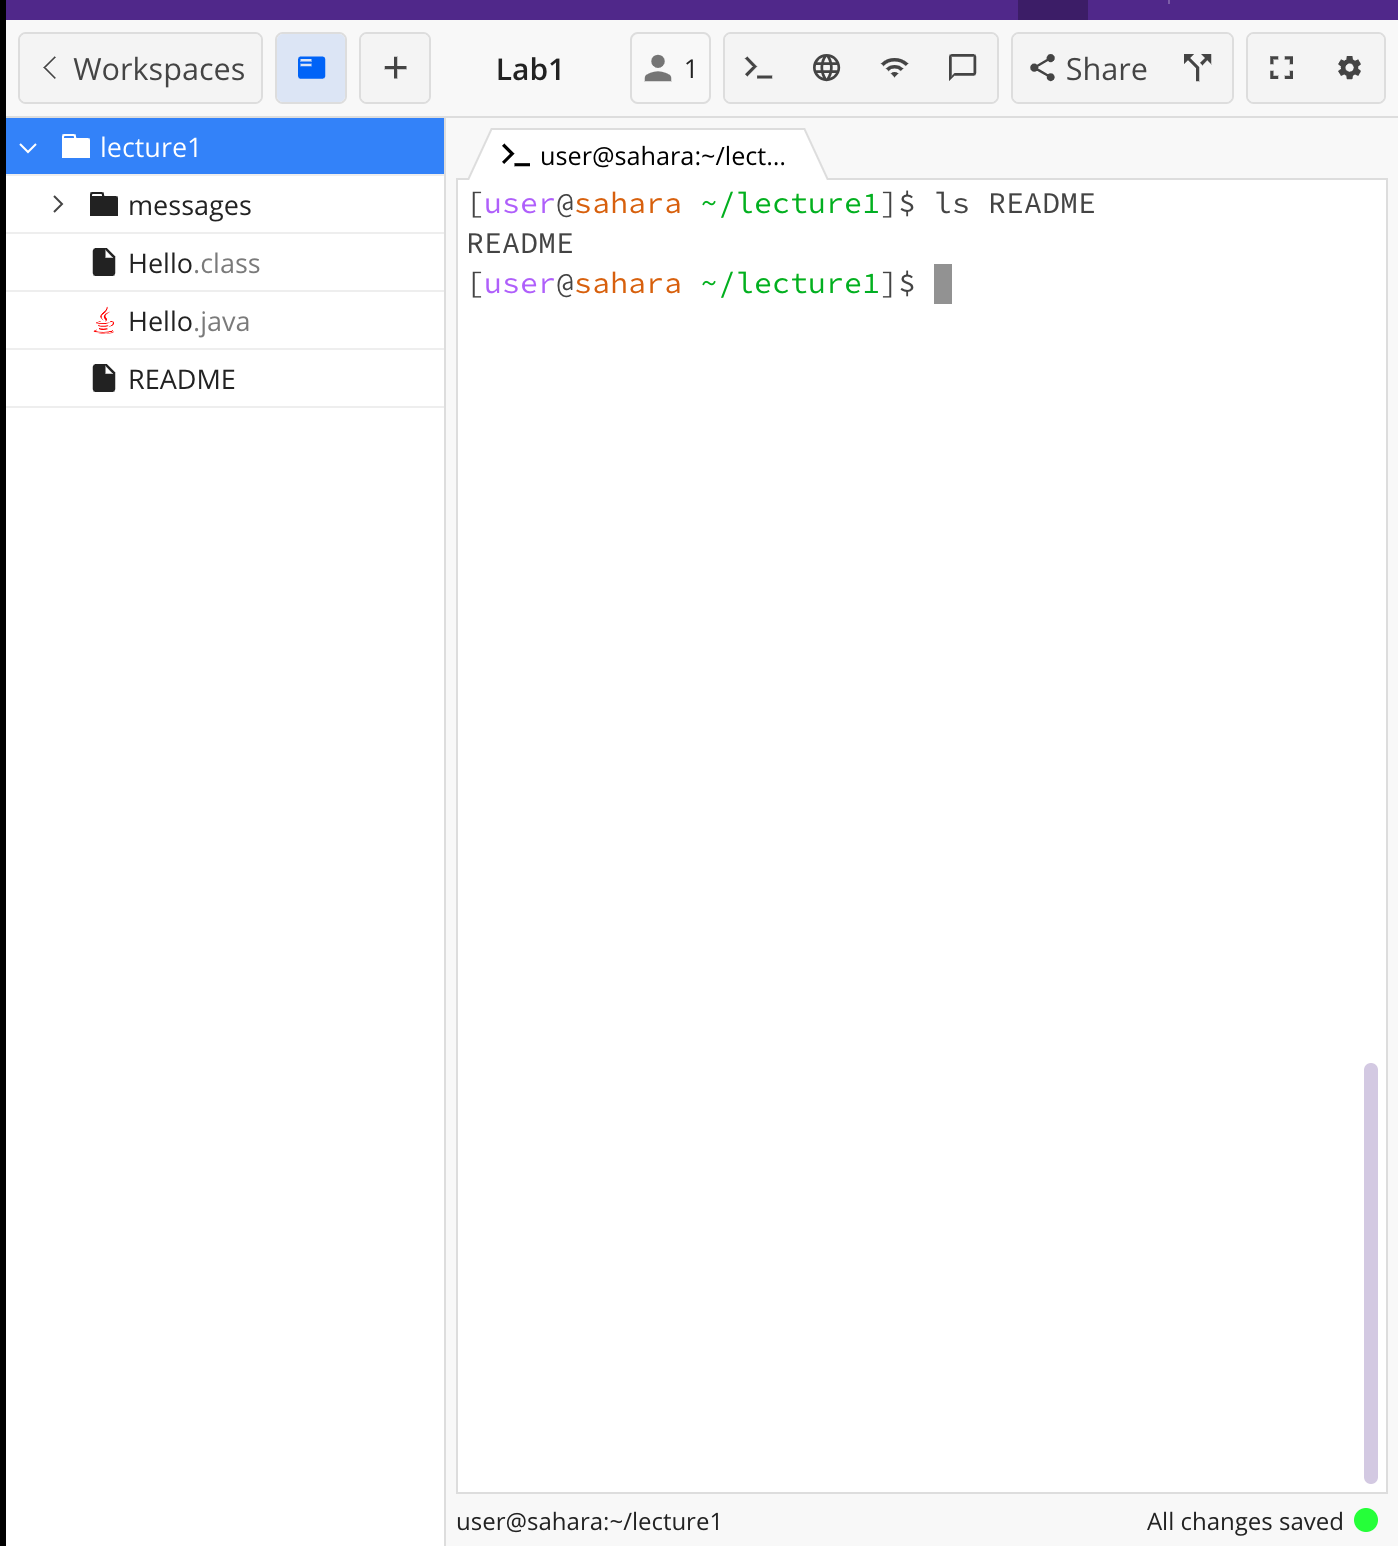 Workspaces
Lab1
1
Share
lecture1
messages
Hello.class
Hello.java
README
user@sahara:~/lect...
[user@sahara ~/lecture1]$ ls README
README
[user@sahara ~/lecture1]$
user@sahara:~/lecture1
All changes saved